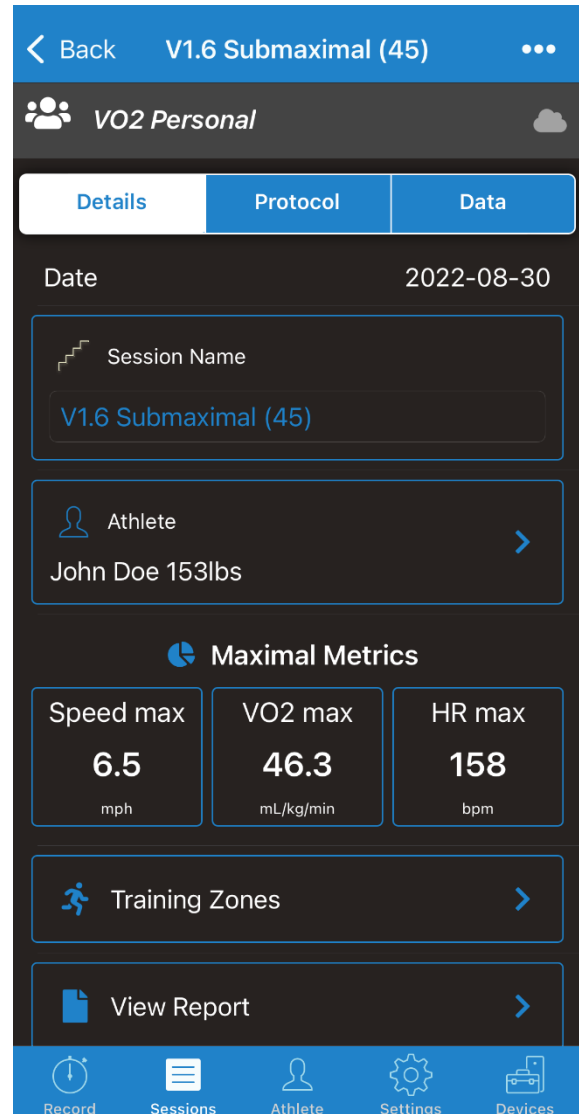 Back V1.6 Submaximal (45)
VO2 Personal
Details Protocol Data
Date 2022-08-30
Session Name
V1.6 Submaximal (45)
Athlete
John Doe 153lbs
Maximal Metrics
Speed max VO2 max HR max
6.5 46.3 158
mph mL/kg/min bpm
Training Zones
View Report
Record Sessions Athlete Settings Devices